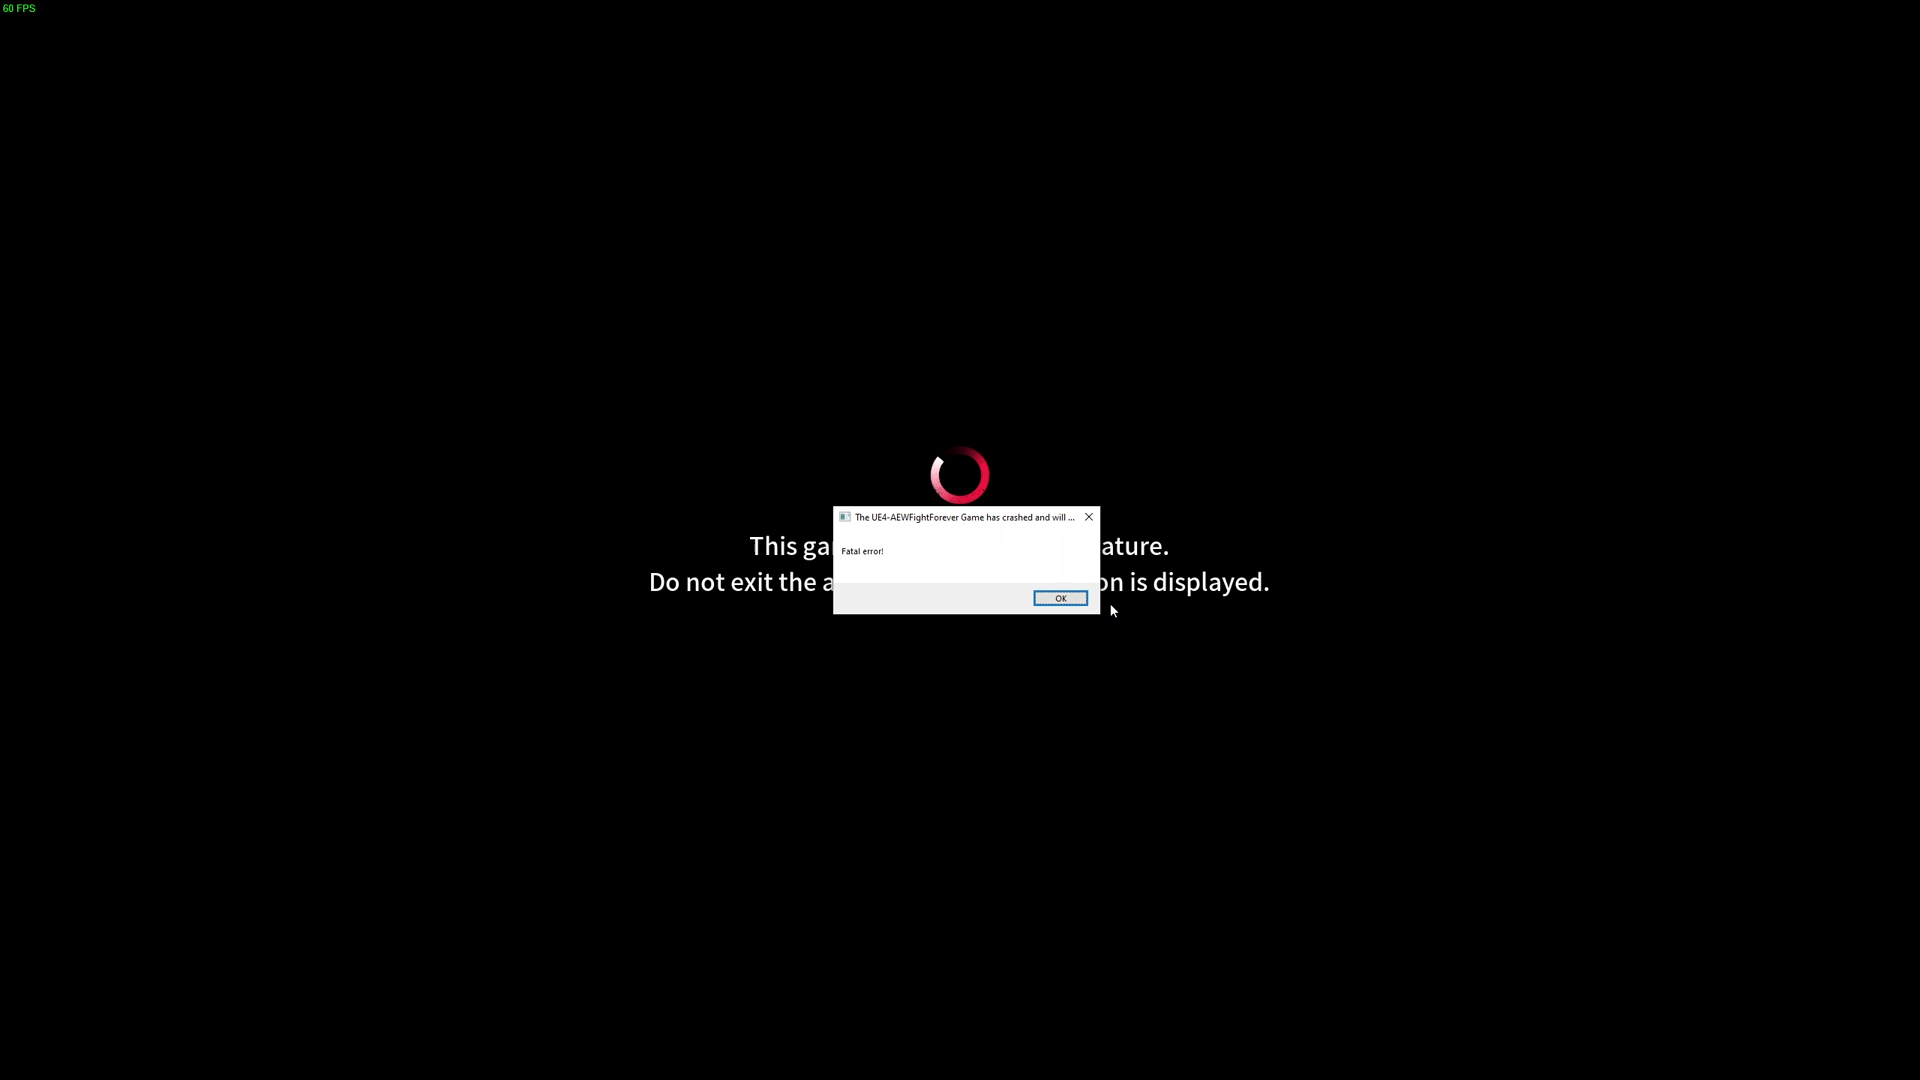 60 FPS
The UE4-AEWFightForever Game has crashed and will ...
This ga
ature.
Fatal error!
Do not exit the a
on is displayed.
OK